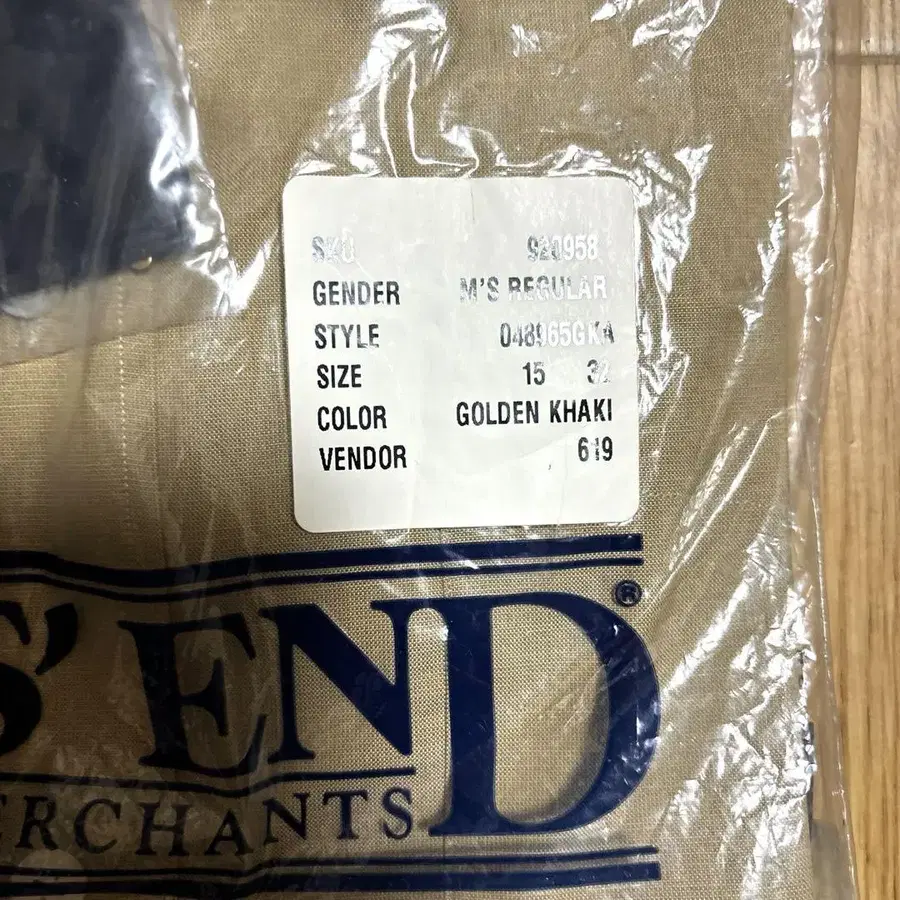 SKU 920958
GENDER M'S REGULAR
STYLE 048965GKA
SIZE 15 32
COLOR GOLDEN KHAKI
VENDOR 619
S' END®
ERCHANTS